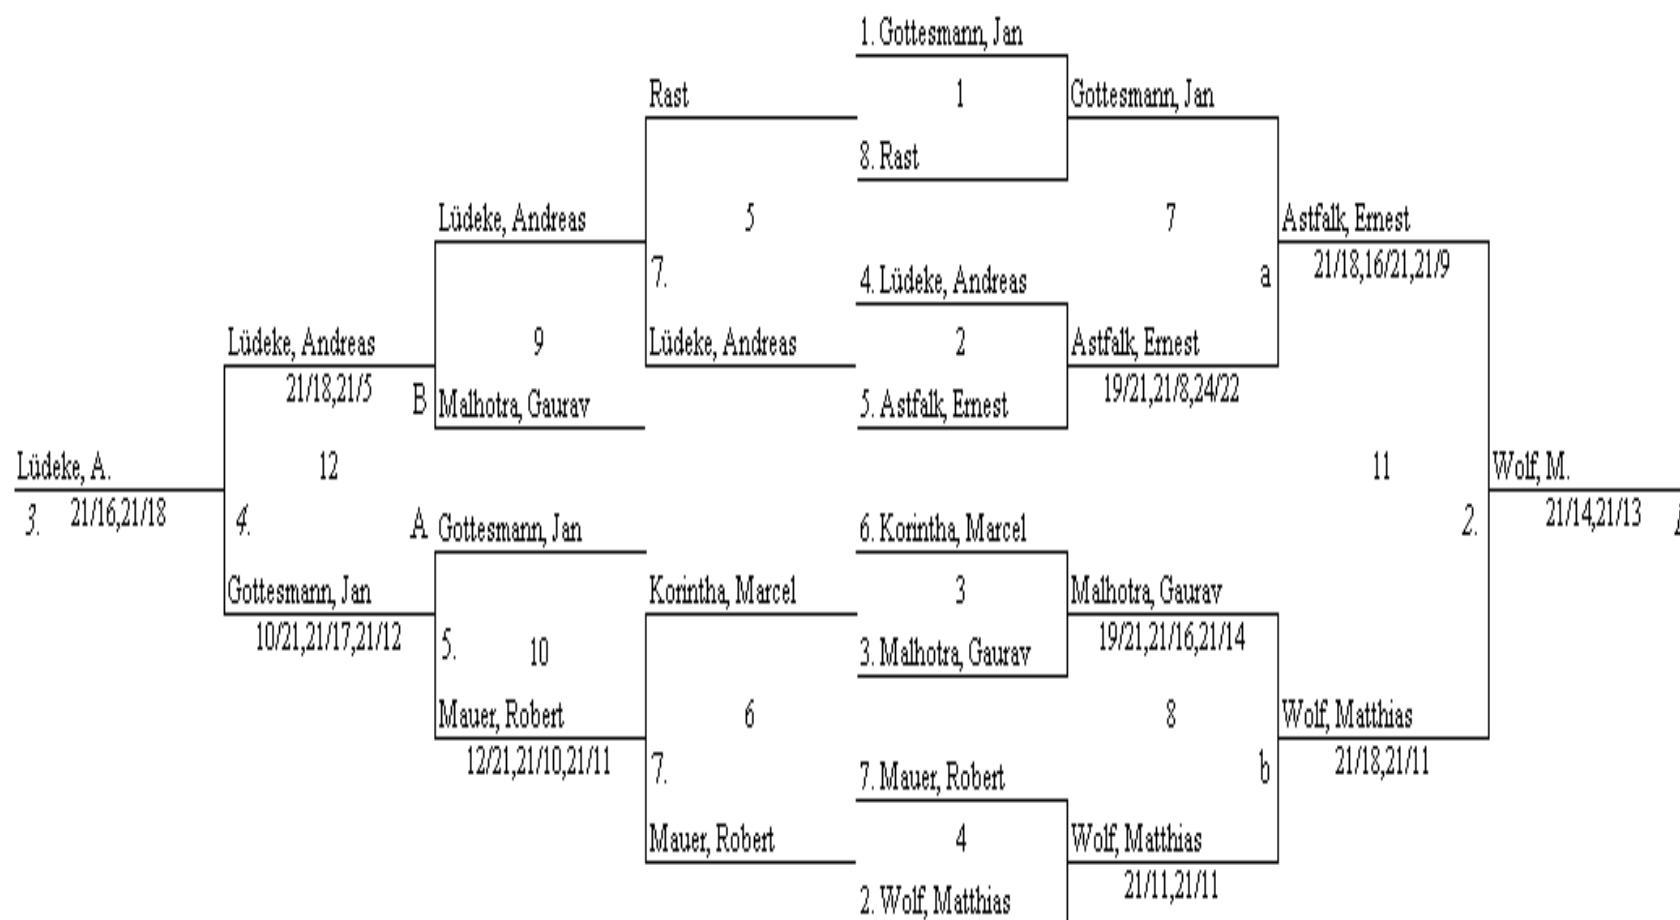 1. Gottesmann, Jan
Rast
1
Gottesmann, Jan
8. Rast
Lüdeke, Andreas
5
7
Astfalk, Ernest
21/18,16/21,21/9
7.
4. Lüdeke, Andreas
a
Lüdeke, Andreas
9
Lüdeke, Andreas
2
Astfalk, Ernest
21/18,21/5
B
Malhotra, Gaurav
5. Astfalk, Ernest
19/21,21/8,24/22
Lüdeke, A.
12
11
Wolf, M.
3.
21/16,21/18
4.
A
Gottesmann, Jan
6. Korintha, Marcel
2.
21/14,21/13
Gottesmann, Jan
Korintha, Marcel
3
Malhotra, Gaurav
10/21,21/17,21/12
5.
10
3. Malhotra, Gaurav
19/21,21/16,21/14
Mauer, Robert
6
8
Wolf, Matthias
12/21,21/10,21/11
7.
7. Mauer, Robert
b
21/18,21/11
Mauer, Robert
4
Wolf, Matthias
2. Wolf, Matthias
21/11,21/11